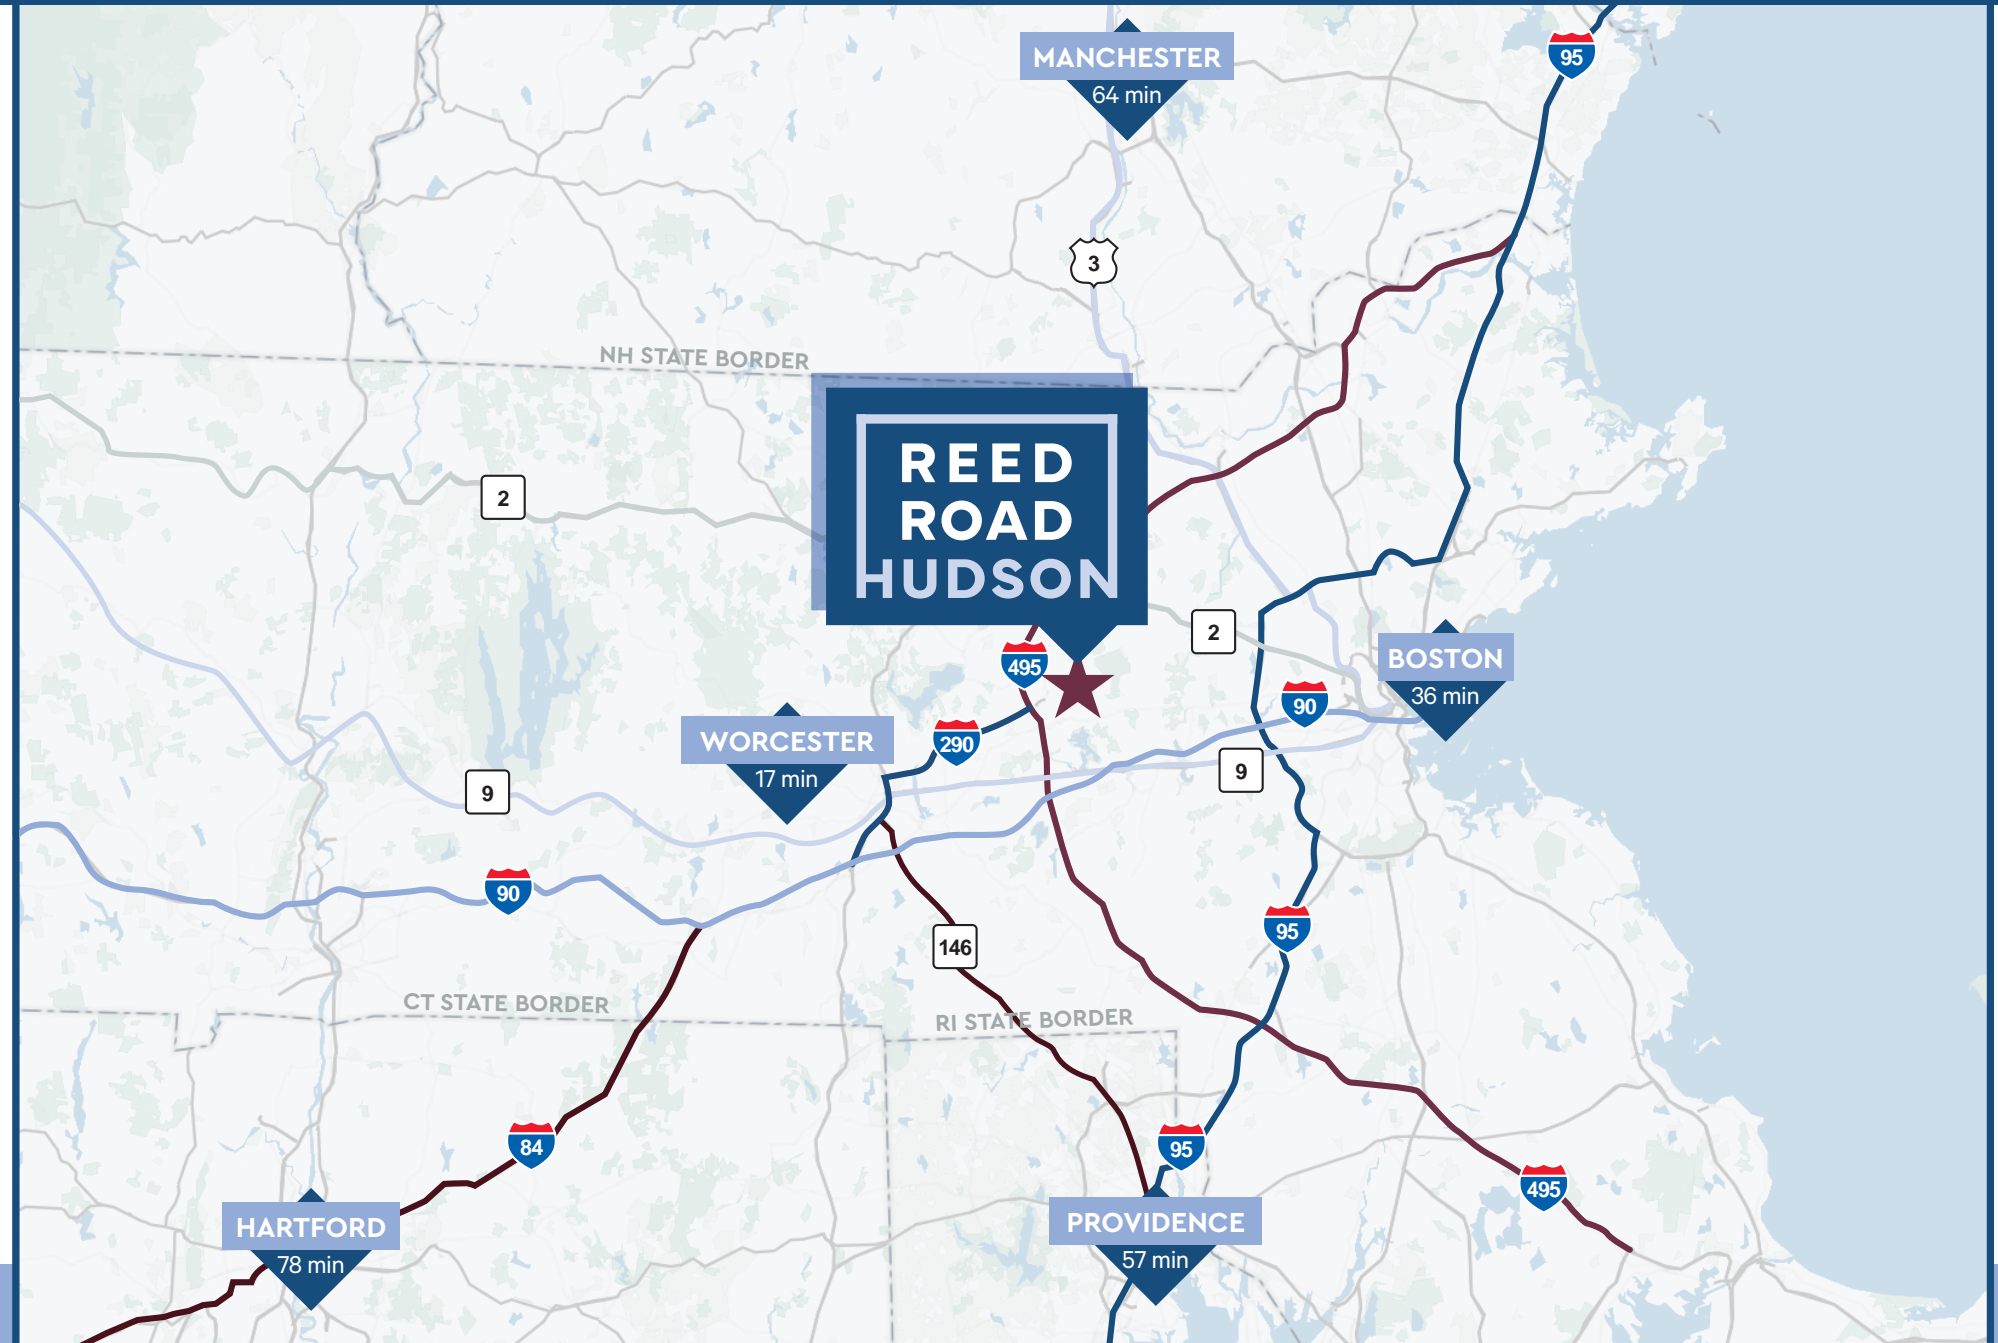 MANCHESTER
64 min
95
3
NH STATE BORDER
REED
ROAD
HUDSON
2
2
495
BOSTON
36 min
90
WORCESTER
17 min
290
9
9
90
95
146
CT STATE BORDER
RI STATE BORDER
84
95
495
HARTFORD
78 min
PROVIDENCE
57 min